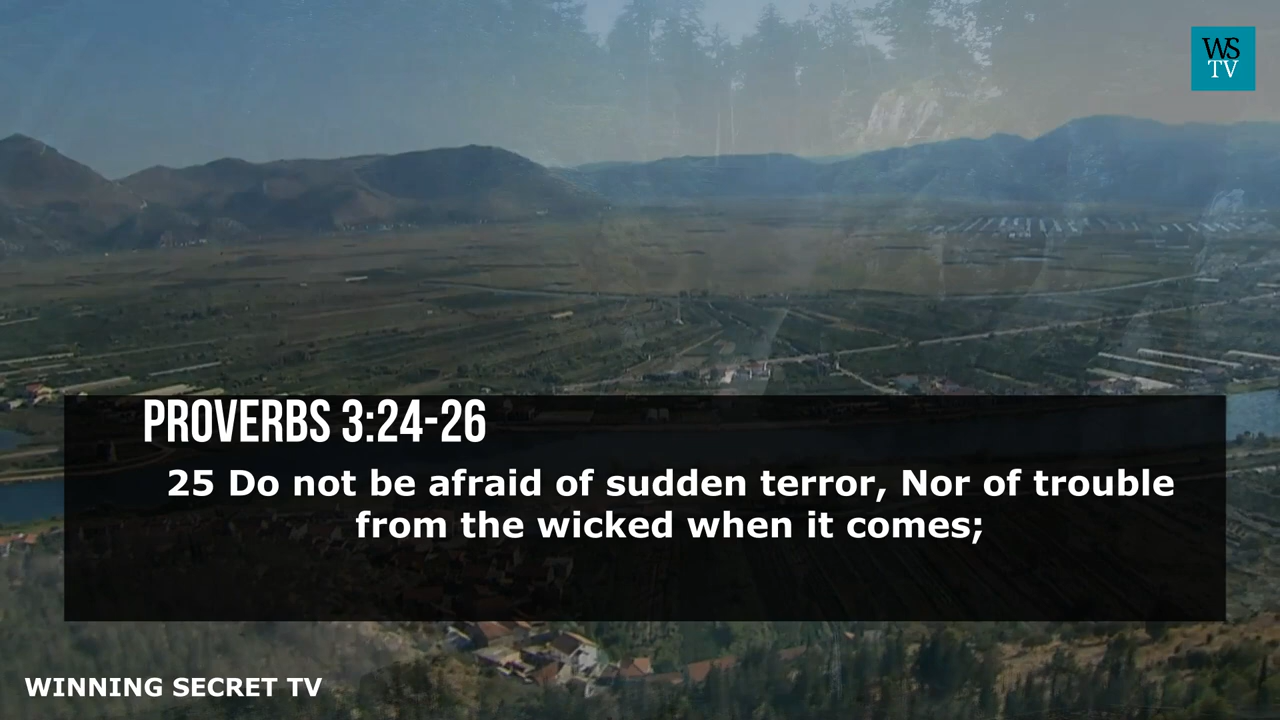 WS
TV
PROVERBS 3:24-26
25 Do not be afraid of sudden terror, Nor of trouble
from the wicked when it comes;
WINNING SECRET TV